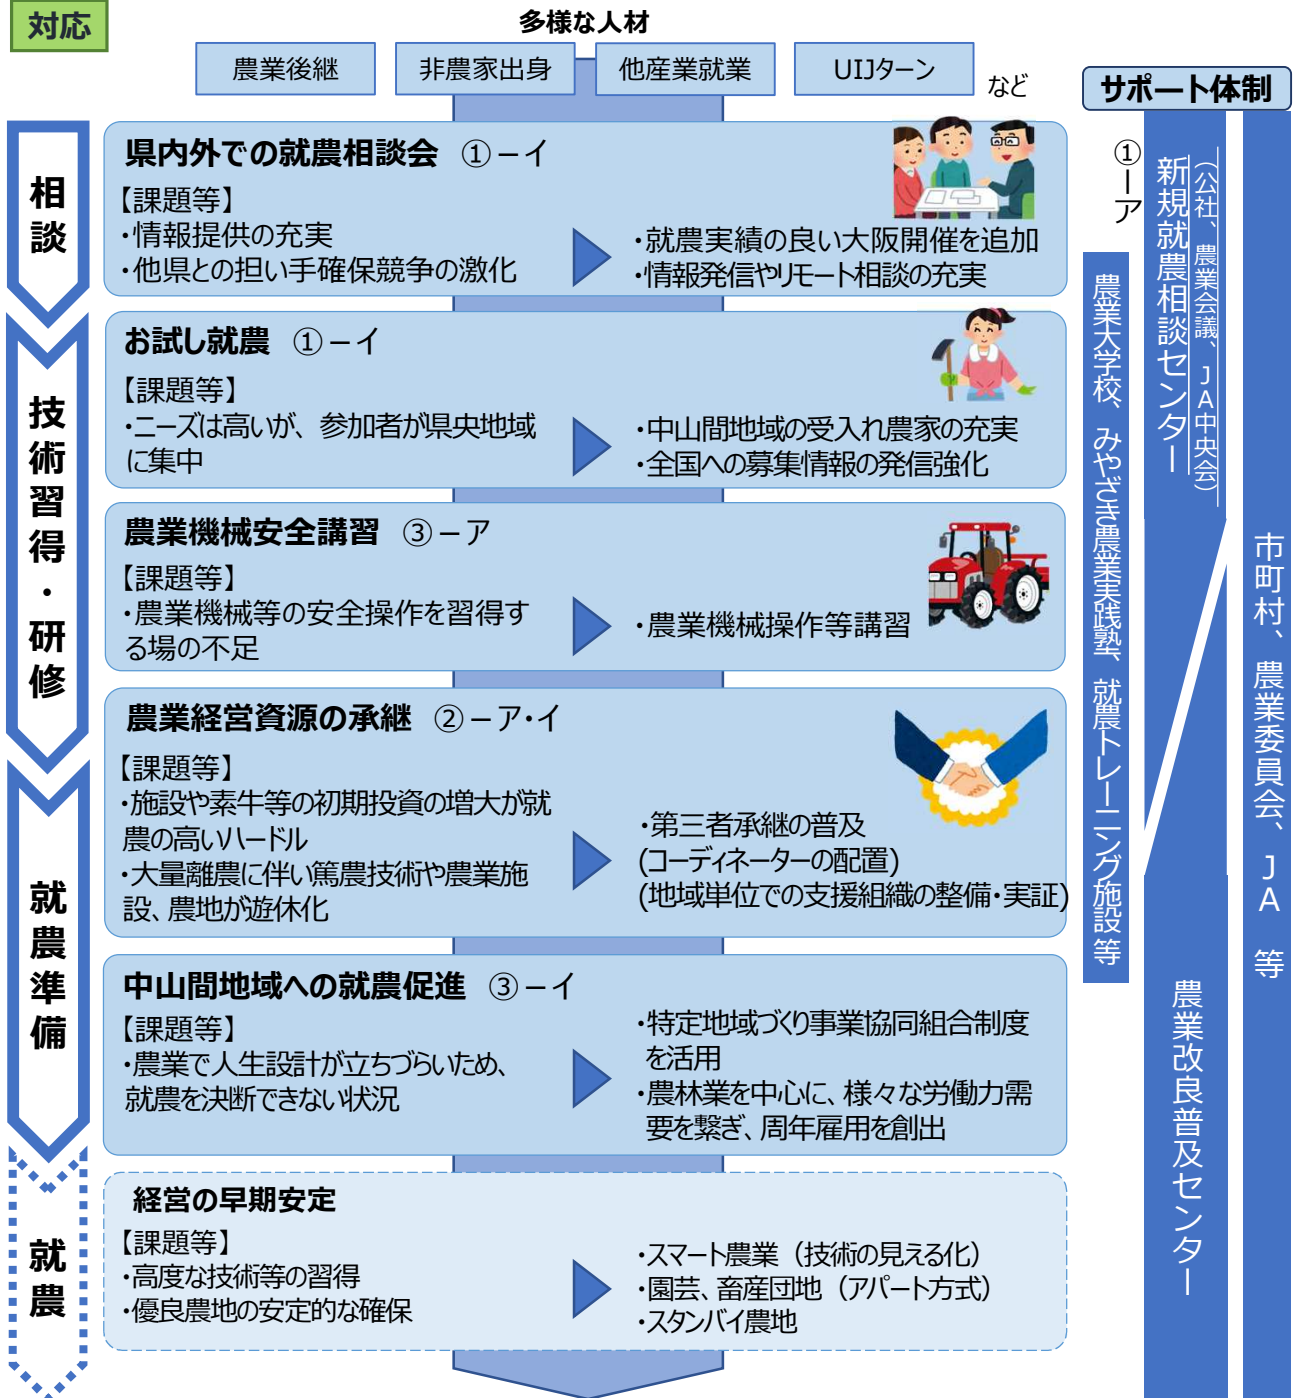 対応
多様な人材
農業後継
非農家出身
他産業就業
UIJターン
など
サポート体制
相談
県内外での就農相談会 ①－イ
【課題等】
・情報提供の充実
・他県との担い手確保競争の激化
・就農実績の良い大阪開催を追加
・情報発信やリモート相談の充実
技術習得・研修
お試し就農 ①－イ
【課題等】
・ニーズは高いが、参加者が県央地域
に集中
・中山間地域の受入れ農家の充実
・全国への募集情報の発信強化
農業機械安全講習 ③－ア
【課題等】
・農業機械等の安全操作を習得す
る場の不足
・農業機械操作等講習
就農準備
農業経営資源の承継 ②－ア・イ
【課題等】
・施設や素牛等の初期投資の増大が就
農の高いハードル
・大量離農に伴い篤農技術や農業施
設、農地が遊休化
・第三者承継の普及
(コーディネーターの配置)
(地域単位での支援組織の整備・実証)
中山間地域への就農促進 ③－イ
【課題等】
・農業で人生設計が立ちづらいため、
就農を決断できない状況
・特定地域づくり事業協同組合制度
を活用
・農林業を中心に、様々な労働力需
要を繋ぎ、周年雇用を創出
就農
経営の早期安定
【課題等】
・高度な技術等の習得
・優良農地の安定的な確保
・スマート農業（技術の見える化）
・園芸、畜産団地（アパート方式）
・スタンバイ農地
①ーア
農業大学校、みやざき農業実践塾、就農トレーニング施設 等
新規就農相談センター
（公社、農業会議、ＪＡ中央会）
農業改良普及センター
市町村、農業委員会、ＪＡ 等